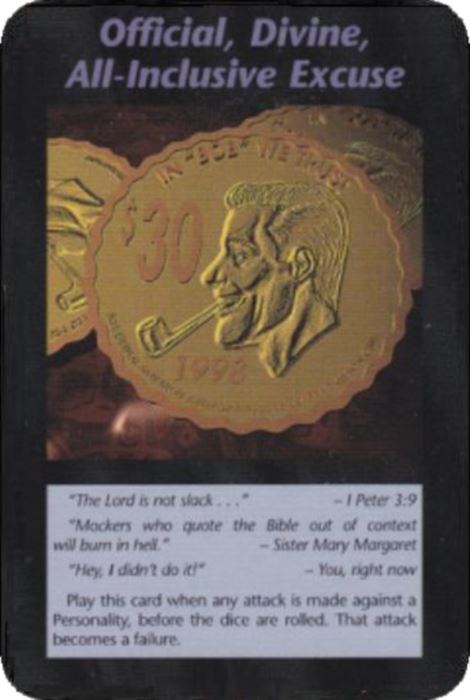 Official, Divine,
All-Inclusive Excuse
IN "BOB" WE TRUST
$30
1998
"The Lord is not slack . . ." – I Peter 3:9
"Mockers who quote the Bible out of context
will burn in hell." – Sister Mary Margaret
"Hey, I didn't do it!" – You, right now
Play this card when any attack is made against a
Personality, before the dice are rolled. That attack
becomes a failure.